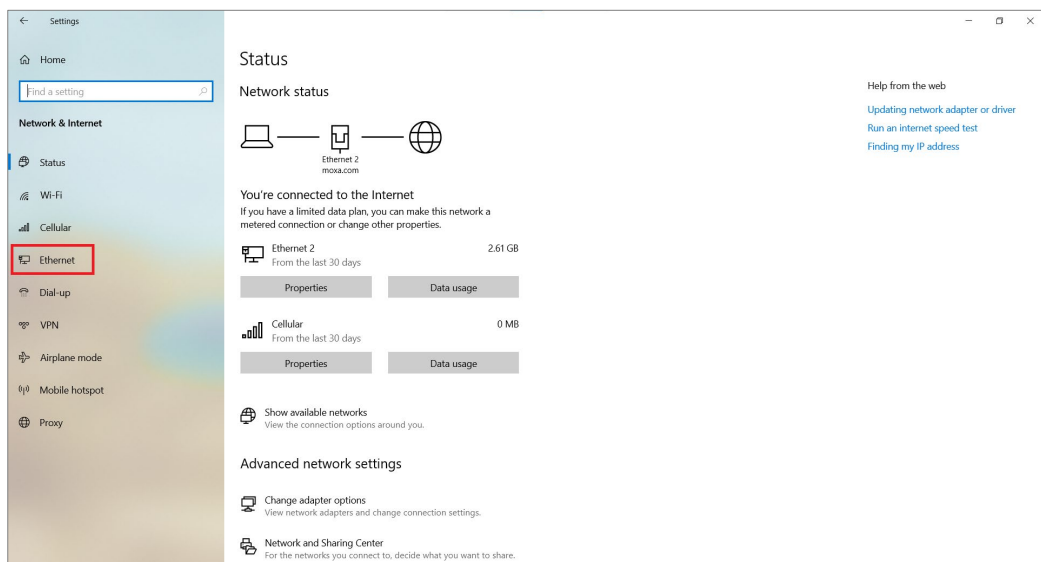 Settings
Home
Find a setting
Network & Internet
Status
Wi-Fi
Cellular
Ethernet
Dial-up
VPN
Airplane mode
Mobile hotspot
Proxy
Status
Network status
Ethernet 2
moxa.com
You're connected to the Internet
If you have a limited data plan, you can make this network a
metered connection or change other properties.
Ethernet 2 2.61 GB
From the last 30 days
Properties Data usage
Cellular 0 MB
From the last 30 days
Properties Data usage
Show available networks
View the connection options around you.
Advanced network settings
Change adapter options
View network adapters and change connection settings.
Network and Sharing Center
For the networks you connect to, decide what you want to share.
Help from the web
Updating network adapter or driver
Run an internet speed test
Finding my IP address